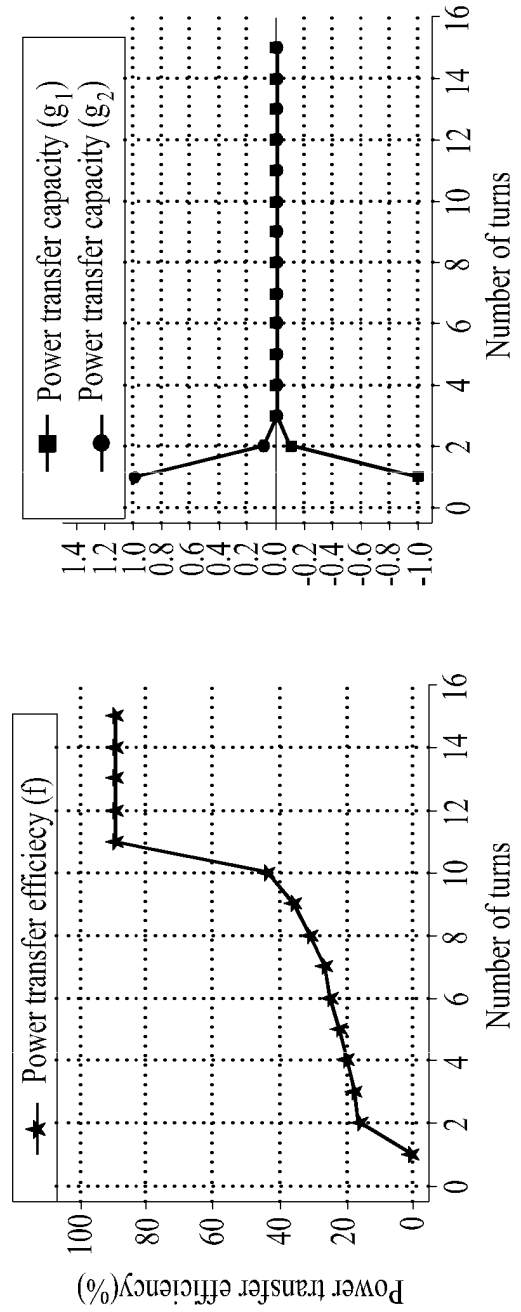 Power transfer efficiecy (f)
100
80
60
40
20
0
0 2 4 6 8 10 12 14 16
Power transfer efficiency(%)
Number of turns
Power transfer capacity (g1)
Power transfer capacity (g2)
1.4
1.2
1.0
0.8
0.6
0.4
0.2
0.0
-0.2
-0.4
-0.6
-0.8
-1.0
0 2 4 6 8 10 12 14 16
Number of turns